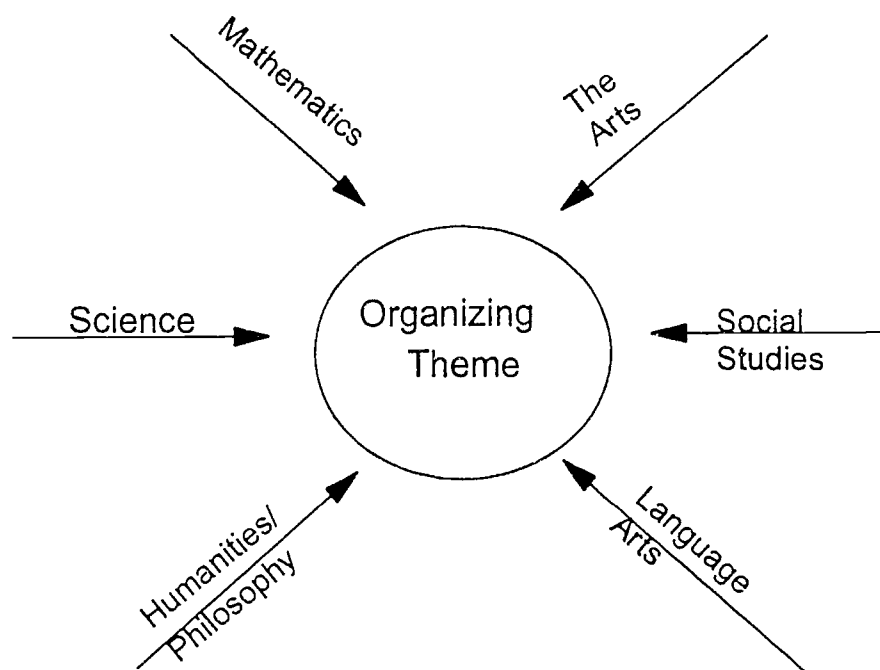 Mathematics
The
Arts
Science
Organizing
Theme
Social
Studies
Humanities/
Philosophy
Language
Arts